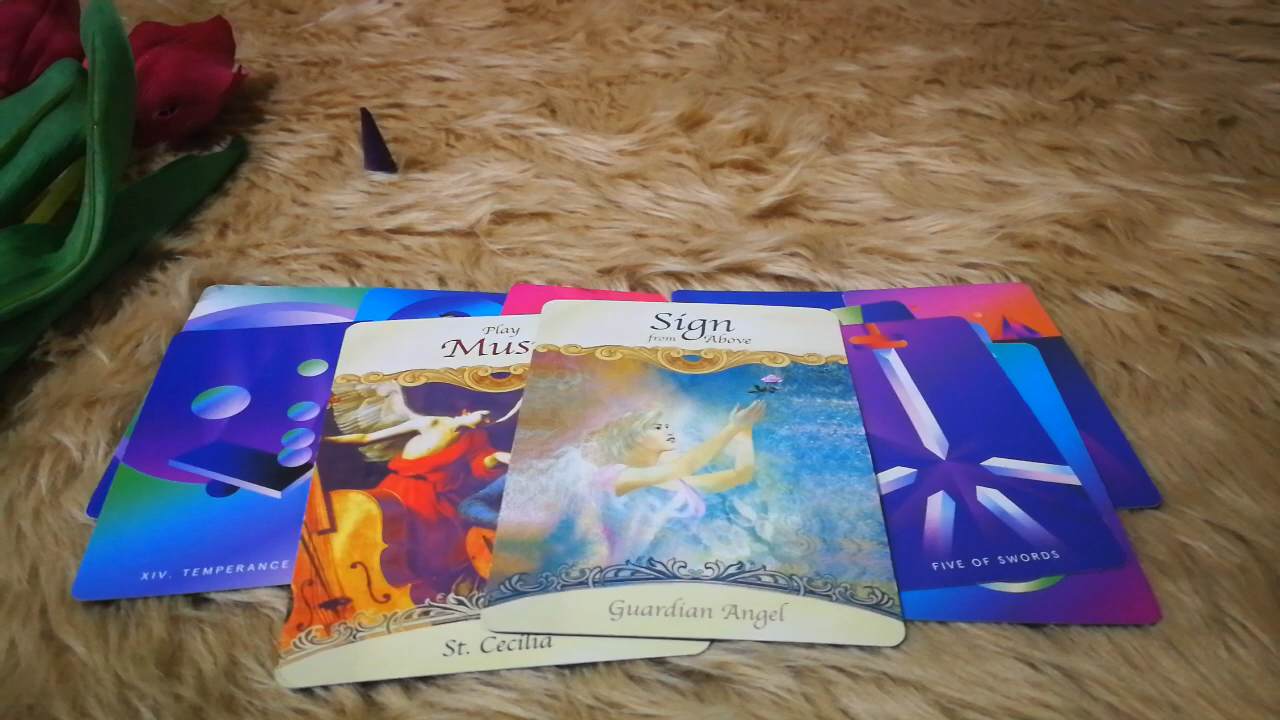 Play
Mus
St. Cecilia
Sign
from Above
Guardian Angel
XIV. TEMPERANCE
FIVE OF SWORDS